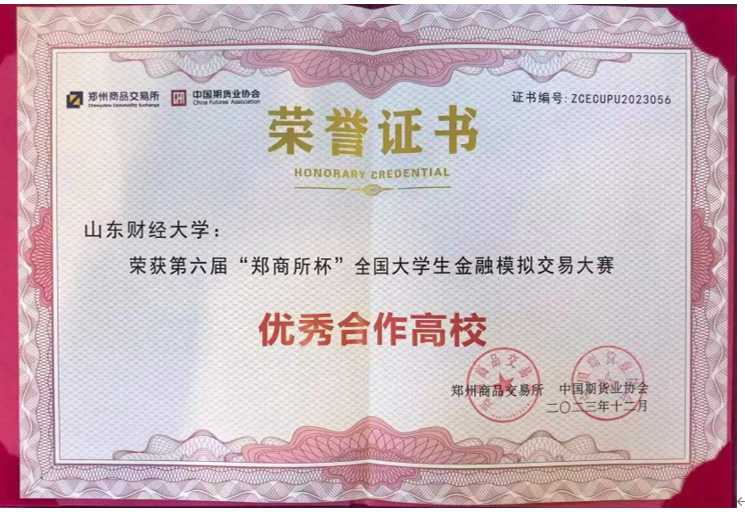 郑州商品交易所
Zhengzhou Commodity Exchange
中国期货业协会
China Futures Association
证书编号:ZCECUPU2023056
荣誉证书
HONORARY CREDENTIAL
山东财经大学:
荣获第六届“郑商所杯”全国大学生金融模拟交易大赛
优秀合作高校
郑州商品交易所 中国期货业协会
二〇二三年十二月